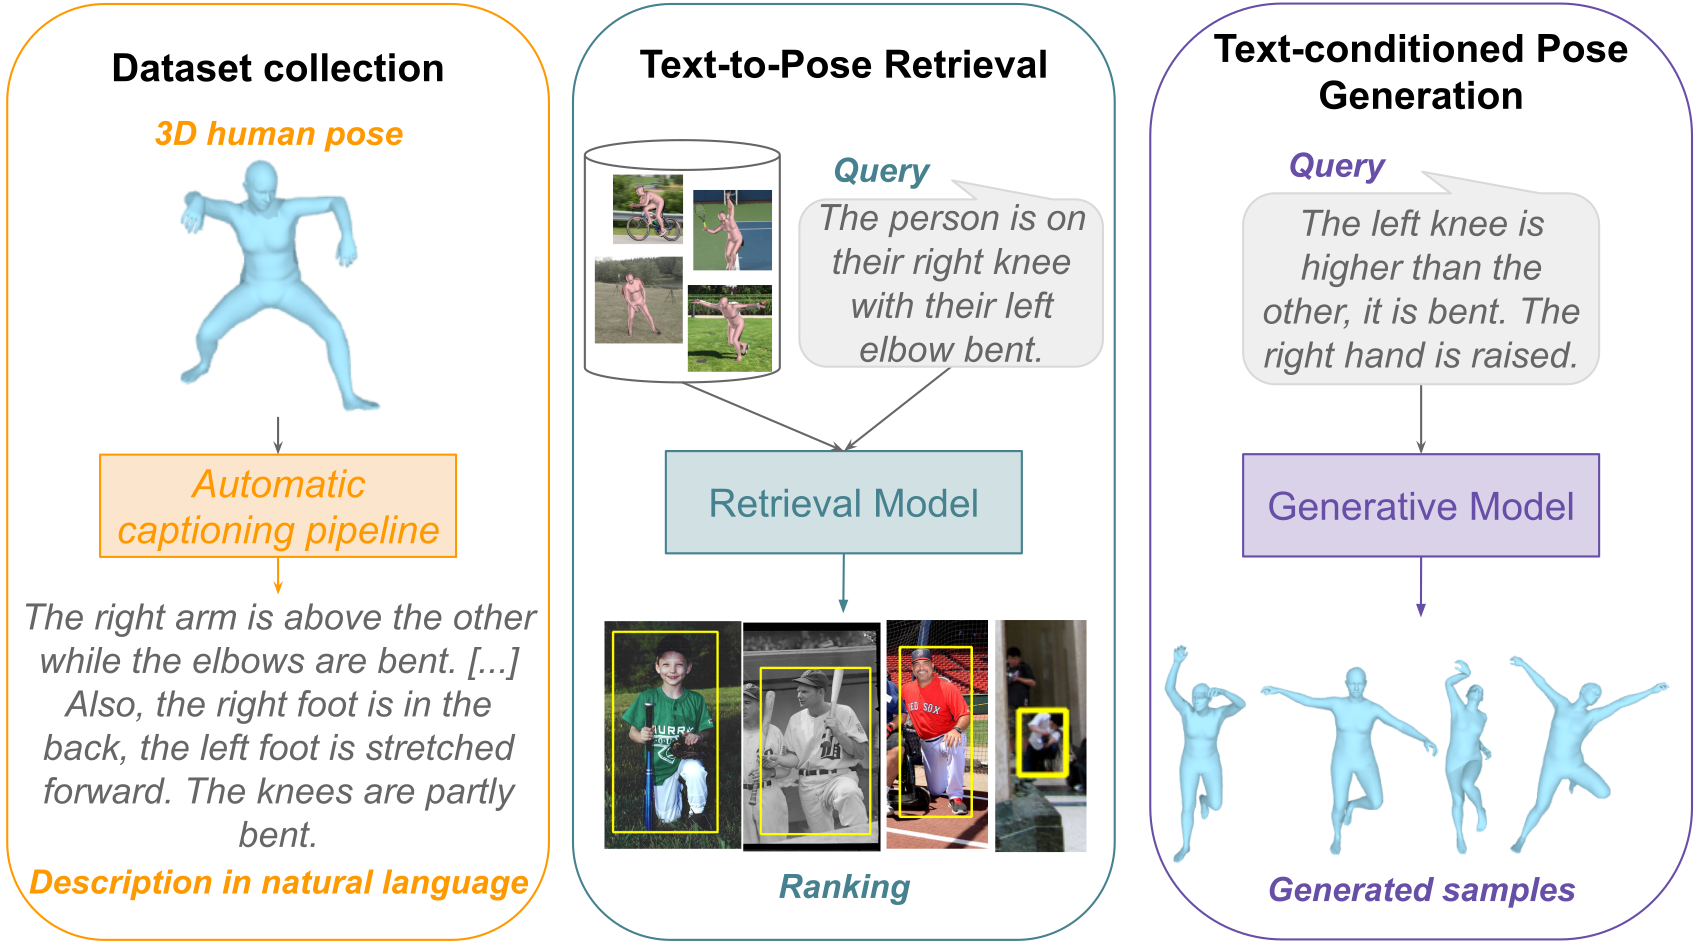 Dataset collection
3D human pose
Automatic
captioning pipeline
The right arm is above the other
while the elbows are bent. [...]
Also, the right foot is in the
back, the left foot is stretched
forward. The knees are partly
bent.
Description in natural language
Text-to-Pose Retrieval
Query
The person is on
their right knee
with their left
elbow bent.
Retrieval Model
MURRY
RED SOX
Ranking
Text-conditioned Pose
Generation
Query
The left knee is
higher than the
other, it is bent. The
right hand is raised.
Generative Model
Generated samples